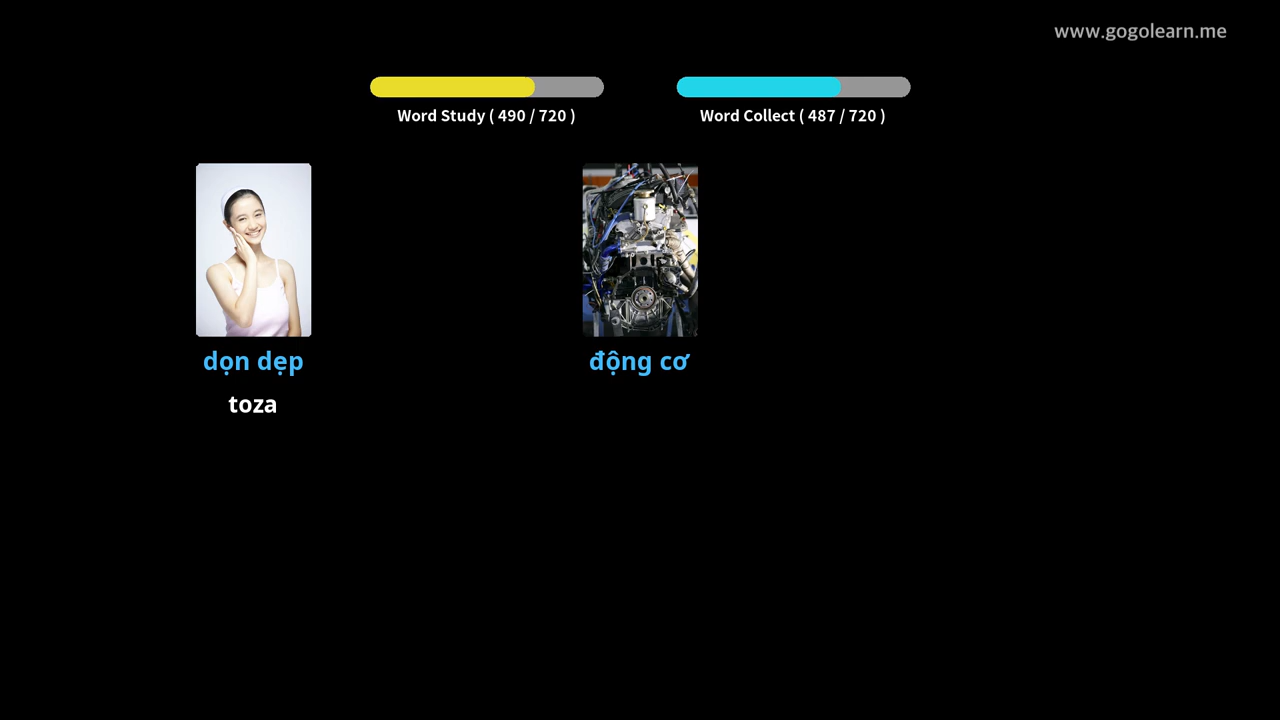 www.gogolearn.me
Word Study ( 490 / 720 )
Word Collect ( 487 / 720 )
dọn dẹp
động cơ
toza